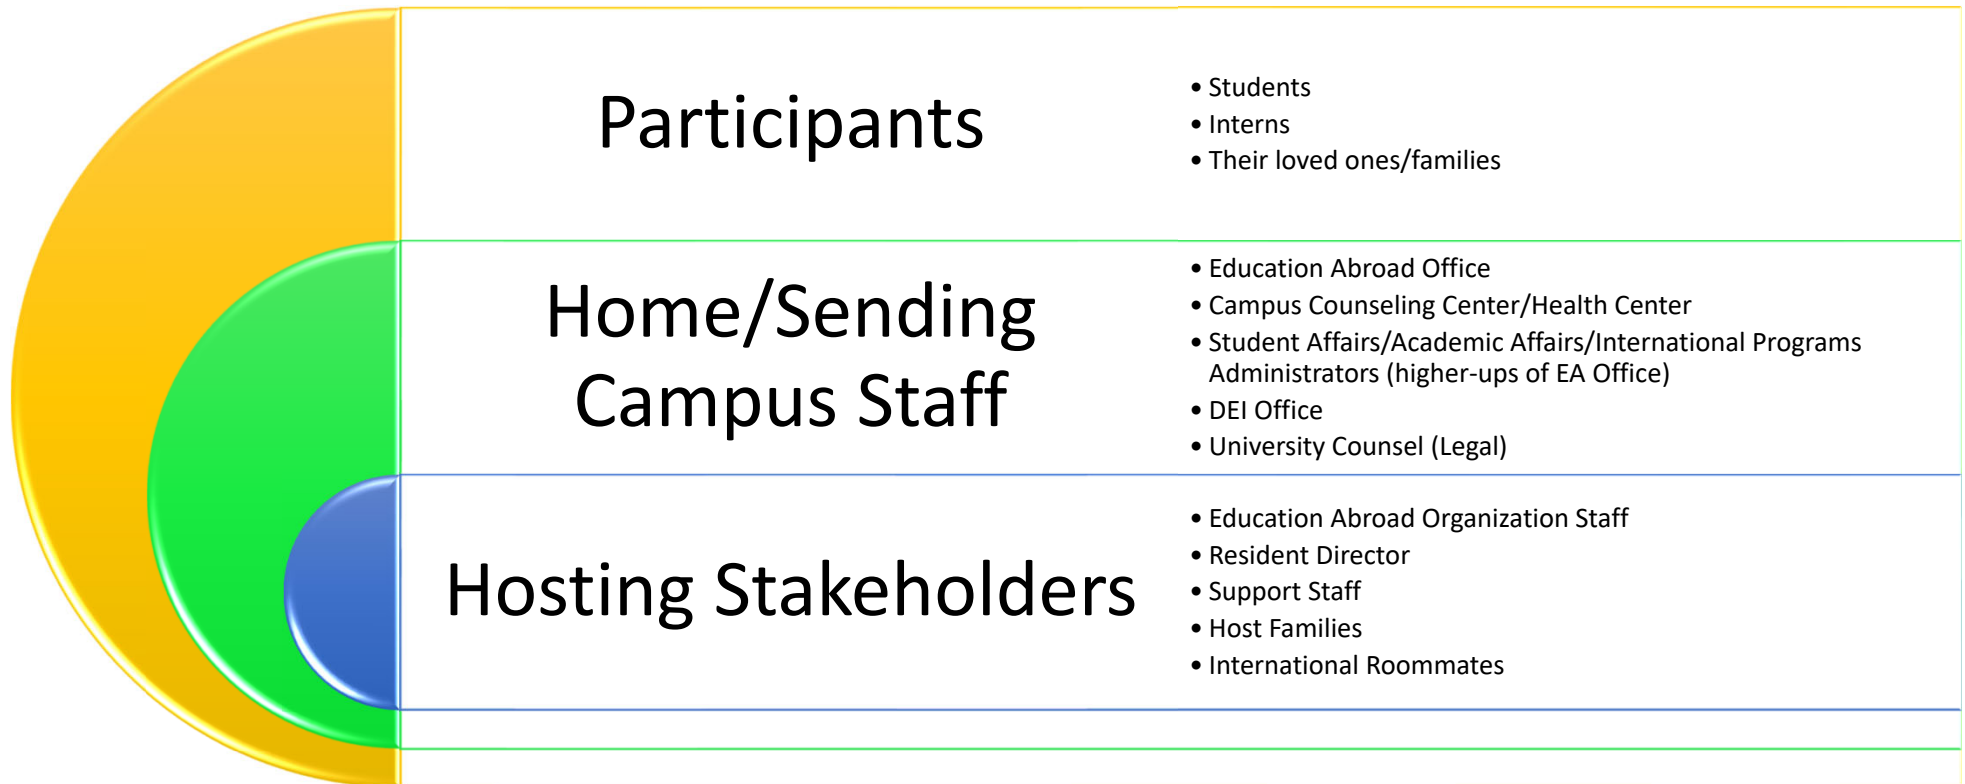 Participants
• Students
• Interns
• Their loved ones/families
Home/Sending
Campus Staff
• Education Abroad Office
• Campus Counseling Center/Health Center
• Student Affairs/Academic Affairs/International Programs
Administrators (higher-ups of EA Office)
• DEI Office
• University Counsel (Legal)
Hosting Stakeholders
• Education Abroad Organization Staff
• Resident Director
• Support Staff
• Host Families
• International Roommates